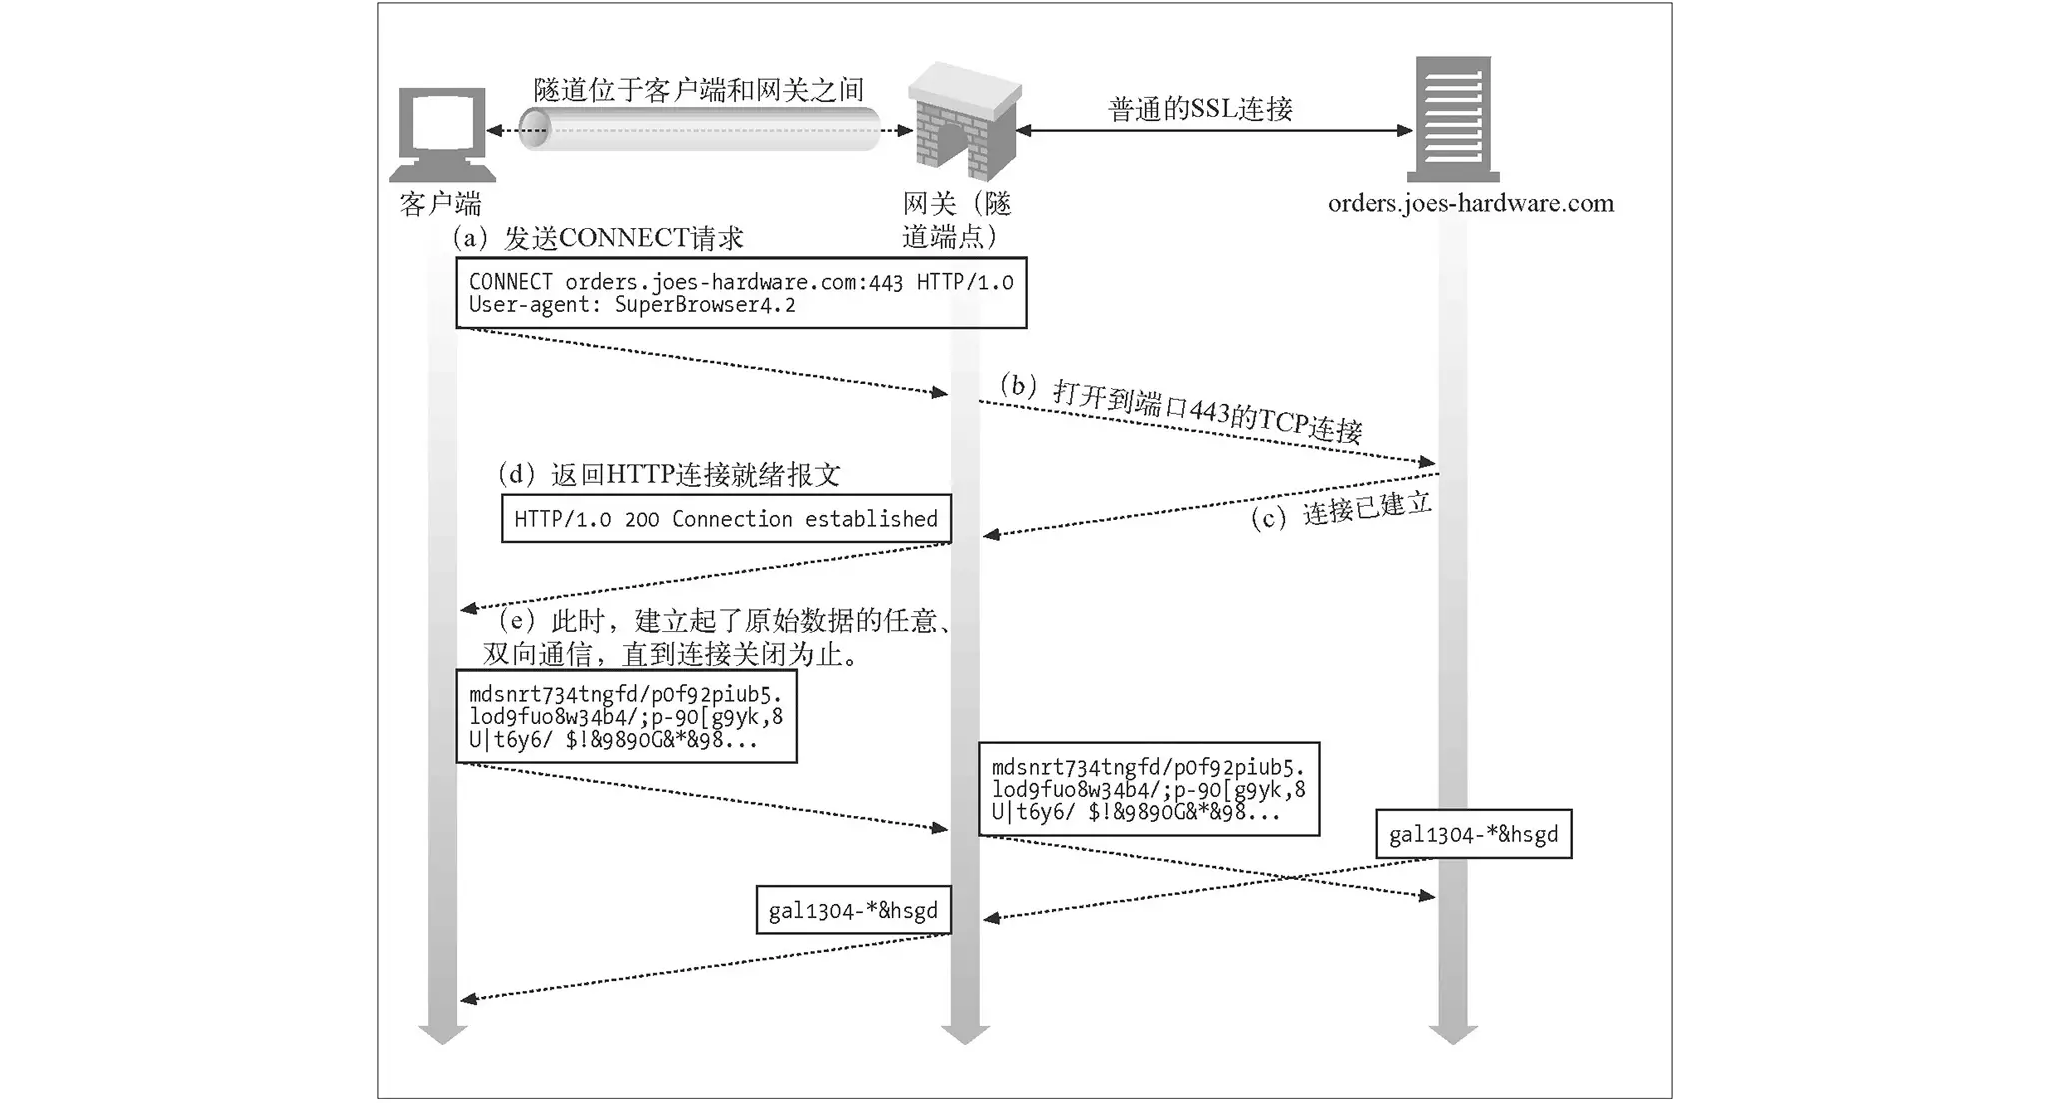 隧道位于客户端和网关之间
普通的SSL连接
客户端
网关（隧
道端点）
orders.joes-hardware.com
（a）发送CONNECT请求
CONNECT orders.joes-hardware.com:443 HTTP/1.0
User-agent: SuperBrowser4.2
（b）打开到端口443的TCP连接
（c）连接已建立
（d）返回HTTP连接就绪报文
HTTP/1.0 200 Connection established
（e）此时，建立起了原始数据的任意、
双向通信，直到连接关闭为止。
mdsnrt734tngfd/p0f92piub5.
lod9fuo8w34b4/;p-90[g9yk,8
U|t6y6/ $!&9890G&*&98...
mdsnrt734tngfd/p0f92piub5.
lod9fuo8w34b4/;p-90[g9yk,8
U|t6y6/ $!&9890G&*&98...
gal1304-*&hsgd
gal1304-*&hsgd